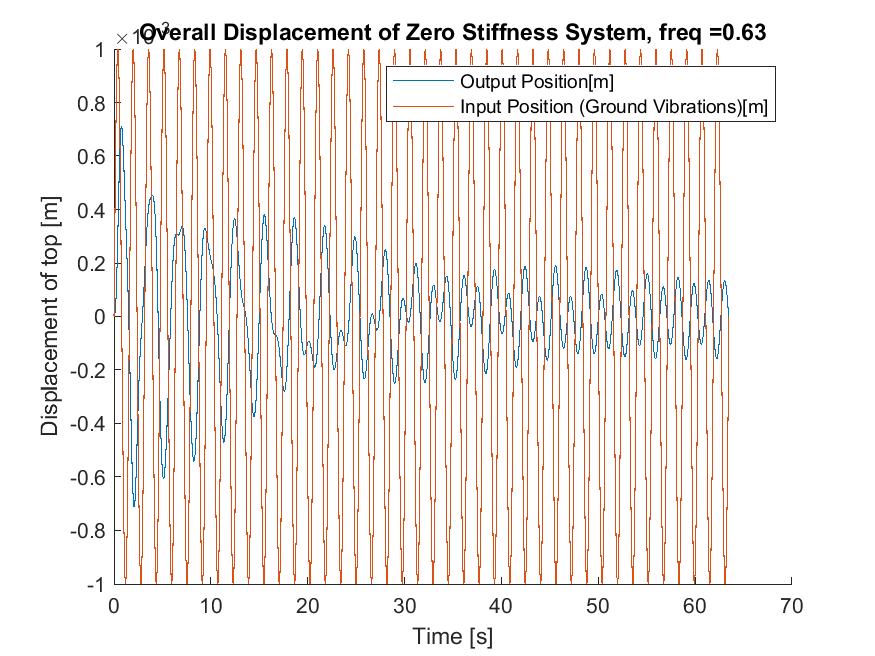 ×10⁻³
Overall Displacement of Zero Stiffness System, freq =0.63
Output Position[m]
Input Position (Ground Vibrations)[m]
1
0.8
0.6
0.4
0.2
0
-0.2
-0.4
-0.6
-0.8
-1
Displacement of top [m]
0 10 20 30 40 50 60 70
Time [s]